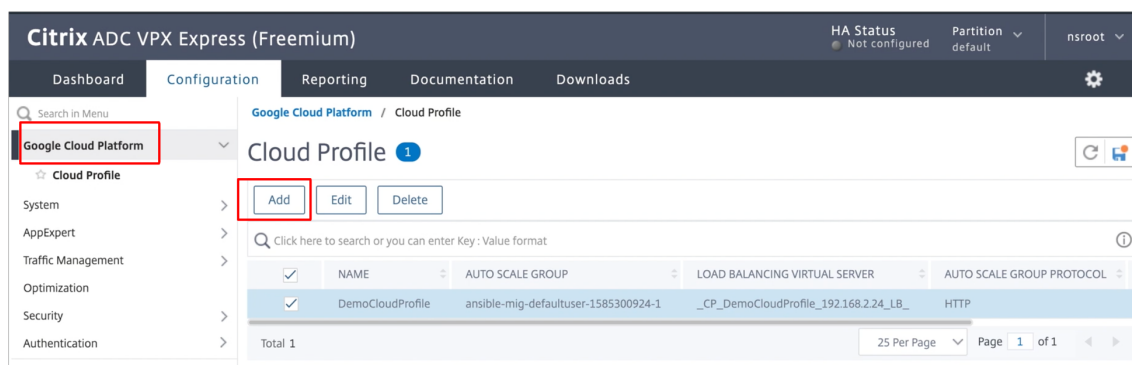 Citrix ADC VPX Express (Freemium)
HA Status
Not configured
Partition
default
nsroot
Dashboard Configuration Reporting Documentation Downloads
Search in Menu
Google Cloud Platform
Cloud Profile
System
AppExpert
Traffic Management
Optimization
Security
Authentication
Google Cloud Platform / Cloud Profile
Cloud Profile 1
Add Edit Delete
Click here to search or you can enter Key : Value format
NAME AUTO SCALE GROUP LOAD BALANCING VIRTUAL SERVER AUTO SCALE GROUP PROTOCOL
DemoCloudProfile ansible-mig-defaultuser-1585300924-1 _CP_DemoCloudProfile_192.168.2.24_LB_ HTTP
Total 1 25 Per Page Page 1 of 1